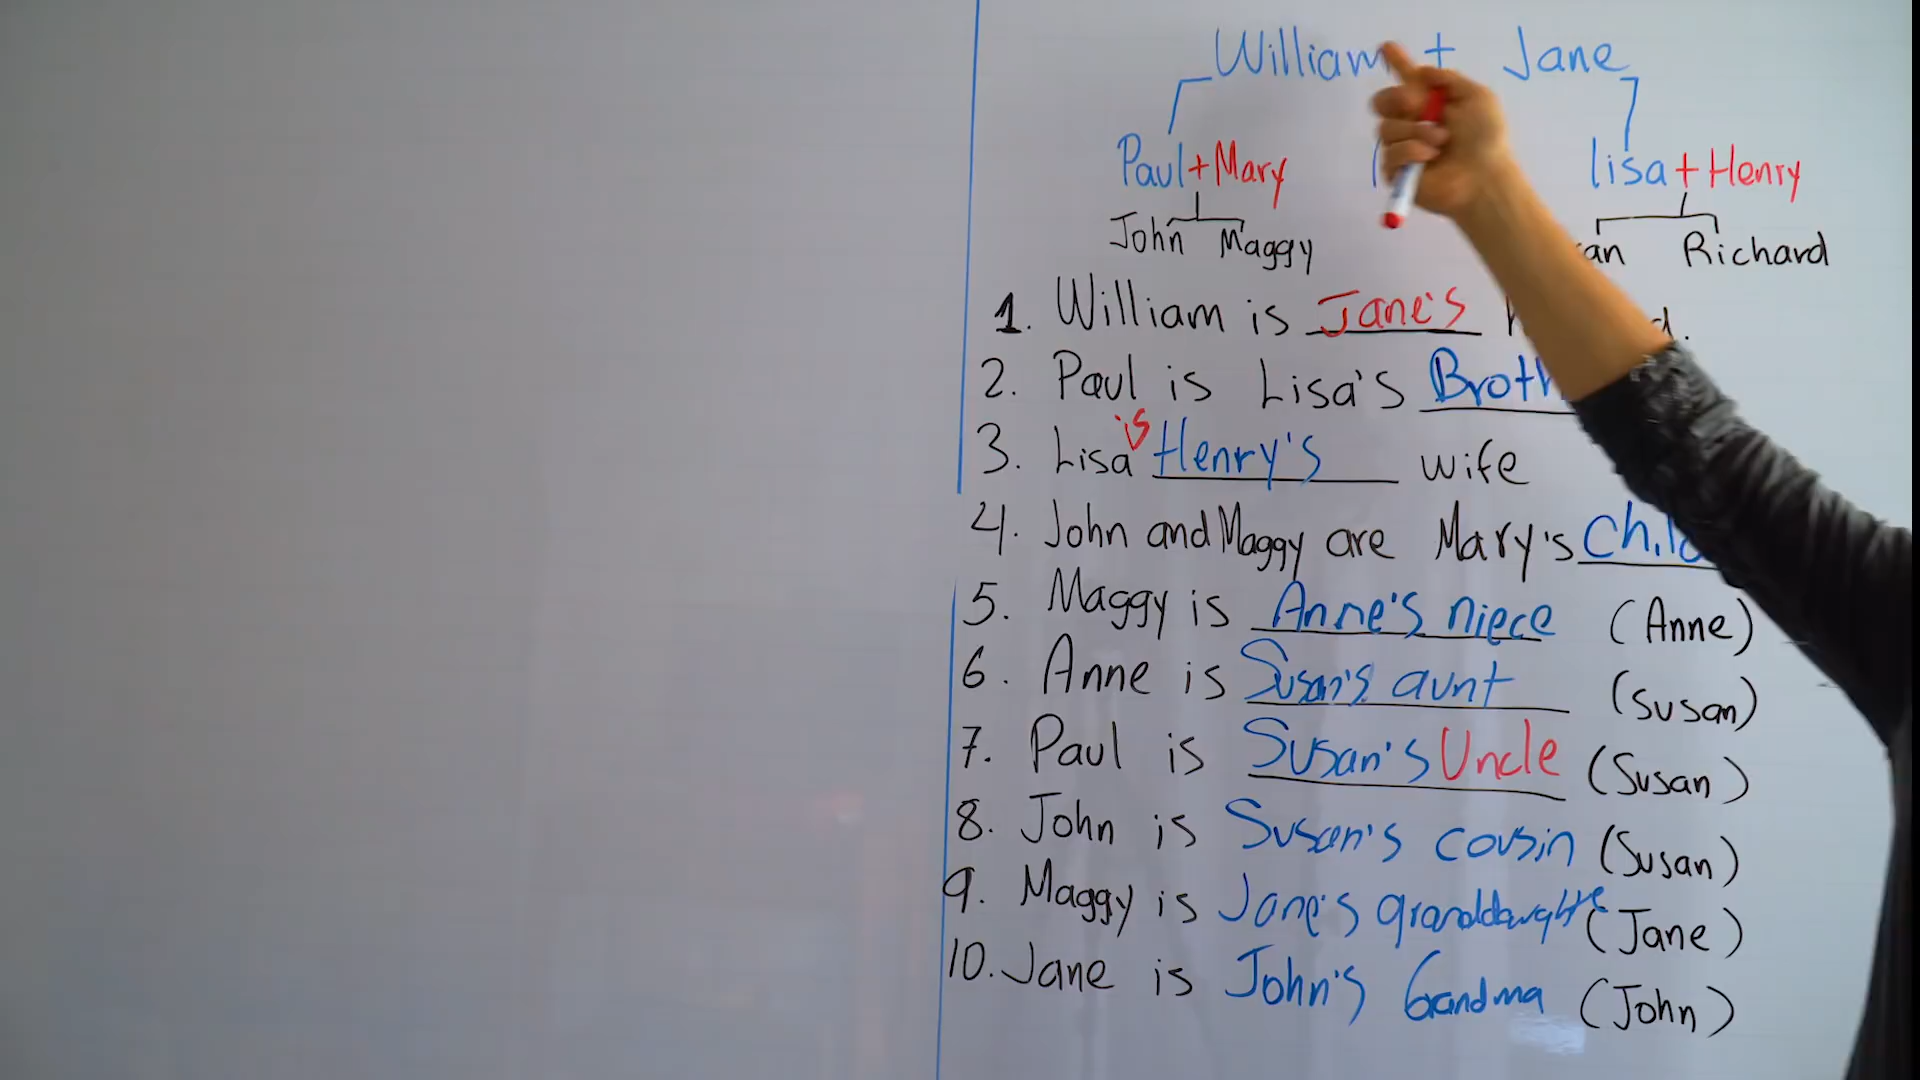 William + Jane
Paul + Mary lisa + Henry
John Maggy an Richard
1. William is Jane's
2. Paul is Lisa's Broth
3. Lisa is Henry's wife
4. John and Maggy are Mary's Child
5. Maggy is Anne's niece (Anne)
6. Anne is Susan's aunt (Susan)
7. Paul is Susan's Uncle (Susan)
8. John is Susan's cousin (Susan)
9. Maggy is Jane's granddaughte (Jane)
10. Jane is John's Grandma (John)